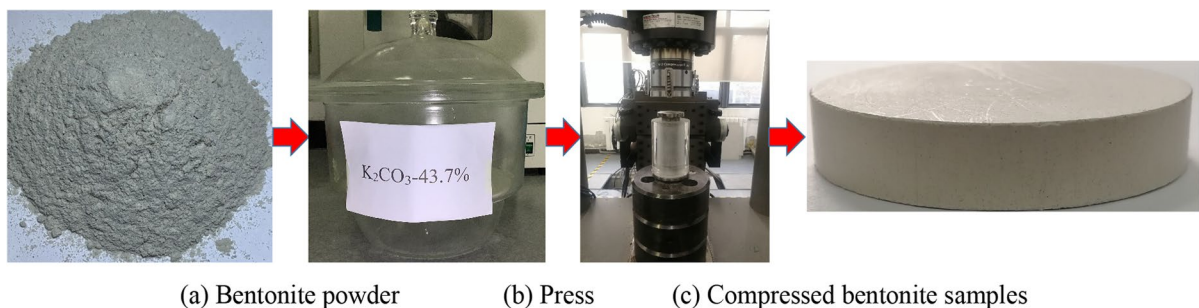 K₂CO₃-43.7%
(a) Bentonite powder (b) Press (c) Compressed bentonite samples